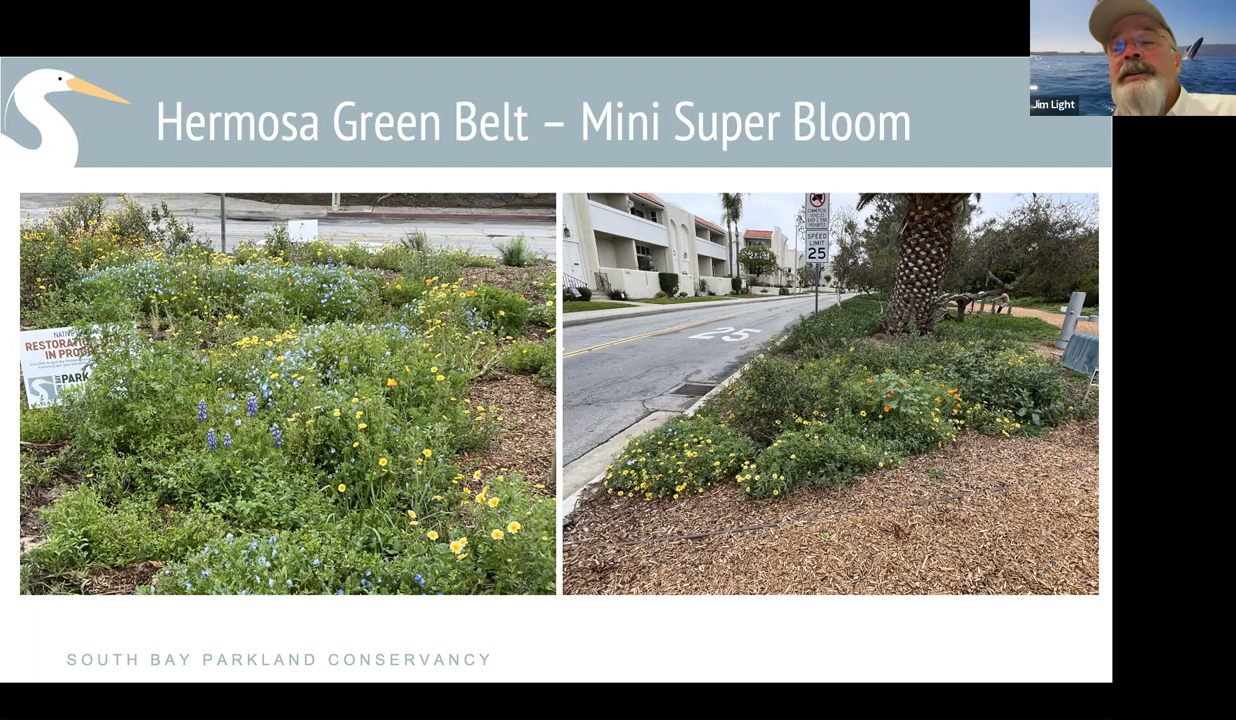 Hermosa Green Belt – Mini Super Bloom
Jim Light
RESTORATION
IN PROGR
PARK
SPEED
LIMIT
25
25
SOUTH BAY PARKLAND CONSERVANCY